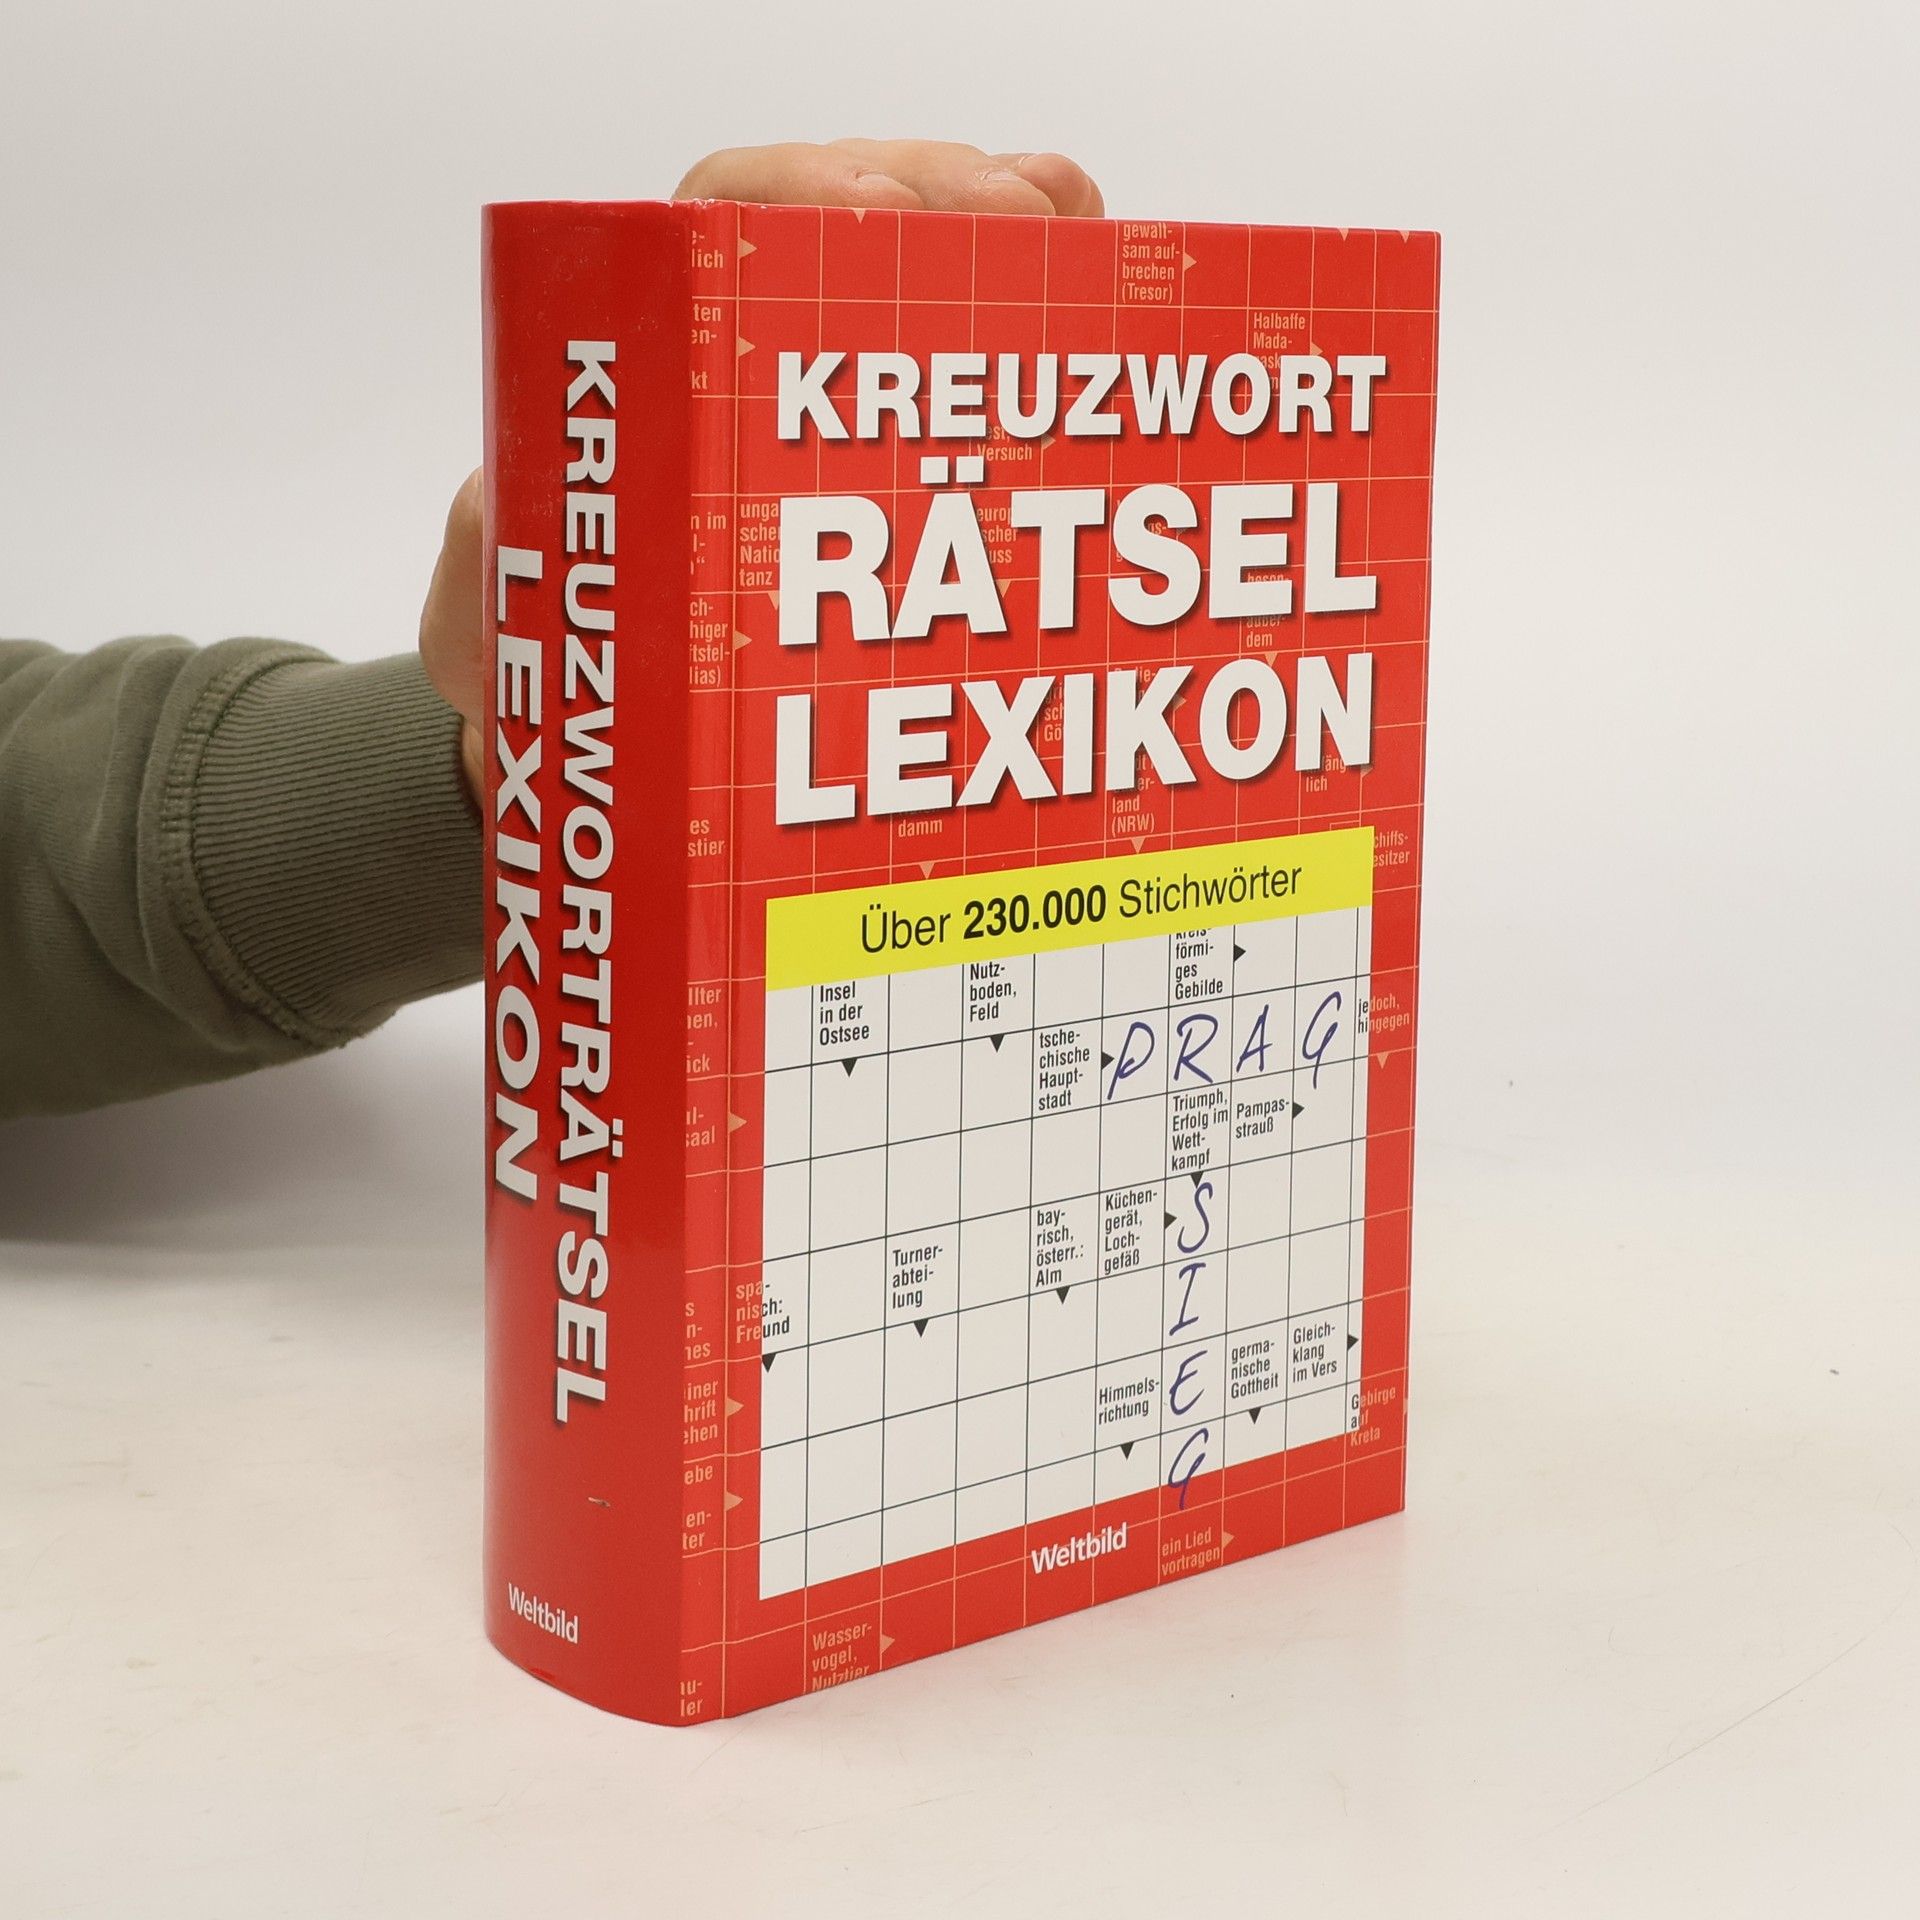 KREUZWORTRÄTSEL
LEXIKON
Weltbild
lich
gewalt-
sam auf-
brechen
(Tresor)
Halbaffe
Mada-
KREUZWORT
Versuch
RÄTSEL
tanz
dem
LEXIKON
lich
damm
land
(NRW)
Über 230.000 Stichwörter
förmi-
ges
Gebilde
Nutz-
boden,
Feld
Insel
in der
Ostsee
tsche-
chische
Haupt-
stadt
PRAG
jedoch,
hingegen
Triumph,
Erfolg im
Wett-
kampf
Pampas-
strauß
Küchen-
gerät,
Loch-
gefäß
bay-
risch,
österr.:
Alm
Turner-
abtei-
lung
spa-
nisch:
Freund
S
I
E
G
Gleich-
klang
im Vers
germa-
nische
Gottheit
Himmels-
richtung
Gebirge
auf
Kreta
Weltbild
ein Lied
vortragen
Wasser-
vogel,
Nutztier